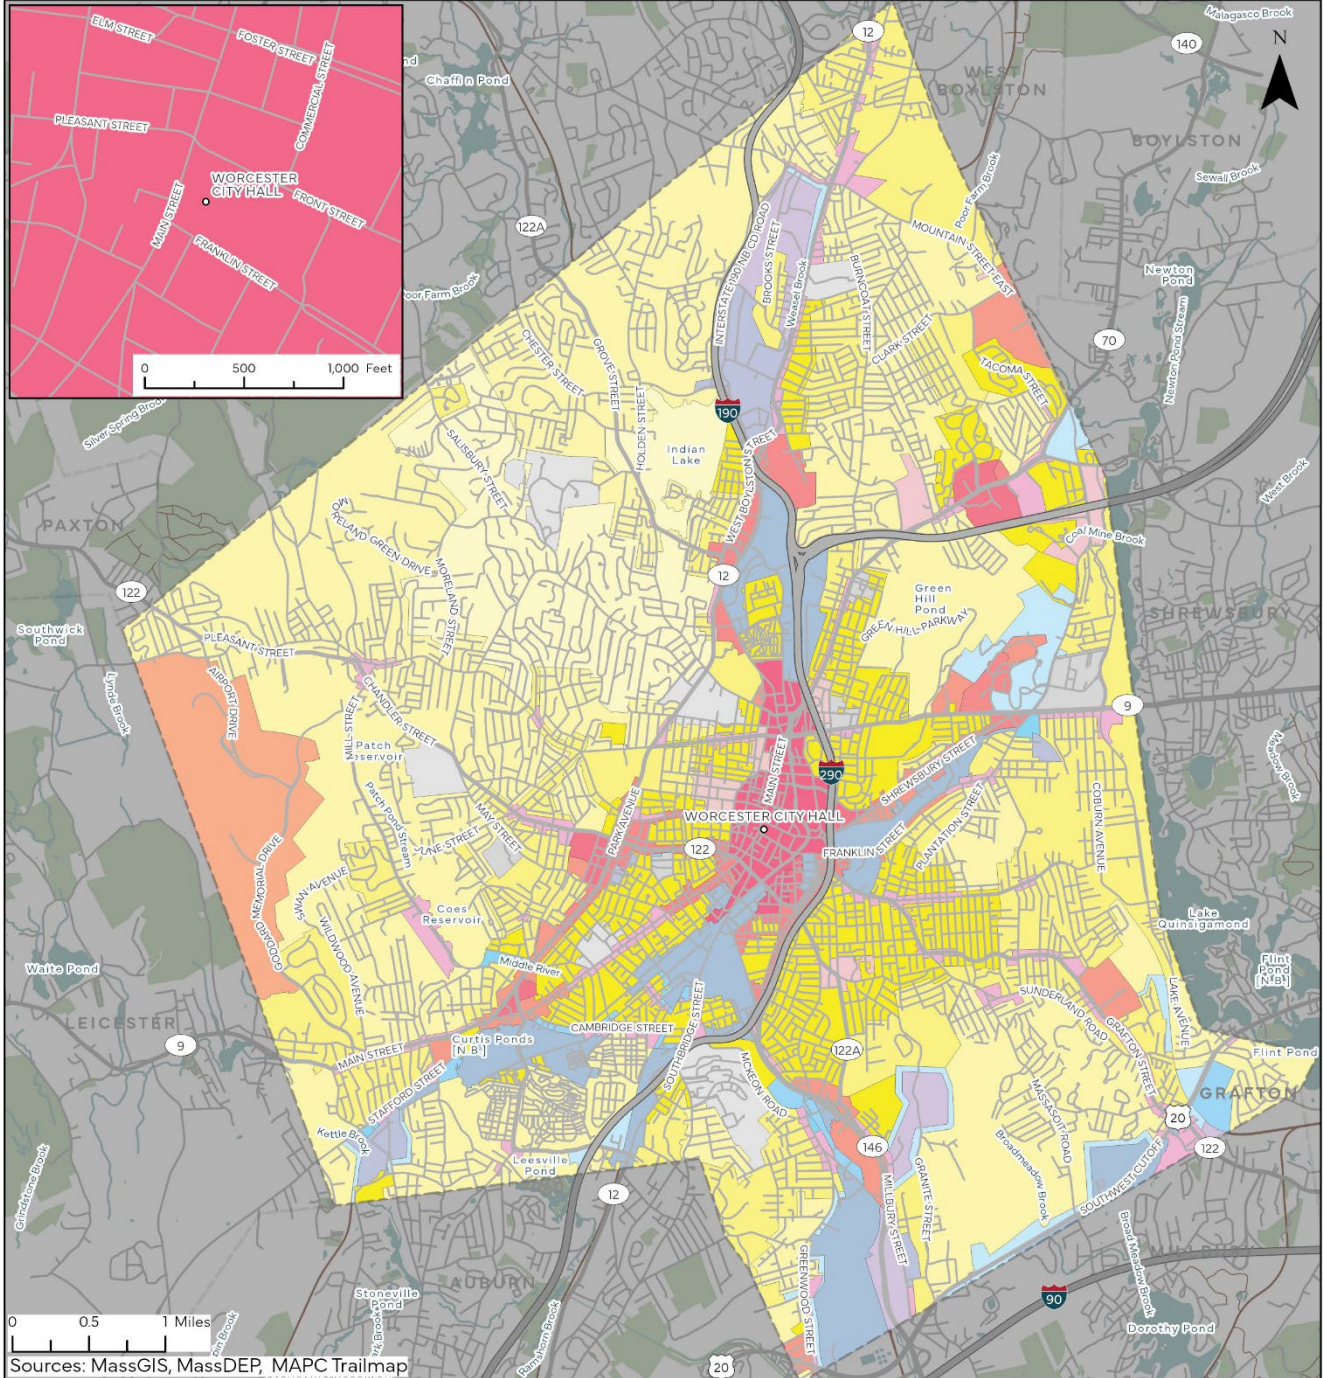 ELM STREET
FOSTER STREET
COMMERCIAL STREET
PLEASANT STREET
WORCESTER
CITY HALL
FRONT STREET
MAIN STREET
FRANKLIN STREET
0 500 1,000 Feet
12
Malagasco Brook
140
N
Chaffin Pond
WEST
BOYLSTON
BOYLSTON
Sewall Brook
Poor Farm Brook
122A
INTERSTATE 190 NB CD ROAD
BROOKS STREET
Weasel Brook
BURNCOAT STREET
MOUNTAIN STREET EAST
Newton
Pond
Newton Pond Stream
oor Farm Brook
CHESTER STREET
GROVE STREET
HOLDEN STREET
CLARK STREET
TACOMA STREET
70
190
Silver Spring Broo
SALISBURY STREET
Indian
Lake
WEST BOYLSTON STREET
West Brook
PAXTON
MORELAND GREEN DRIVE
MORELAND STREET
Coal Mine Brook
12
Green
Hill
Pond
GREEN HILL PARKWAY
SHREWSBURY
122
Southwick
Pond
PLEASANT STREET
Lynde Brook
AIRPORT DRIVE
CHANDLER STREET
MILL STREET
Patch
Reservoir
9
MAIN STREET
290
SHREWSBURY STREET
Meadow Brook
Patch Pond Stream
MAY STREET
JUNE STREET
PARK AVENUE
WORCESTER CITY HALL
PLANTATION STREET
COBURN AVENUE
122
FRANKLIN STREET
GODDARD MEMORIAL DRIVE
SWAN AVENUE
WILDWOOD AVENUE
Coes
Reservoir
Lake
Quinsigamond
Middle River
Waite Pond
Flint
Pond
[N.B.]
LEICESTER
SUNDERLAND ROAD
LAKE AVENUE
9
MAIN STREET
Curtis Ponds
[N.B.]
CAMBRIDGE STREET
SOUTHBRIDGE STREET
122A
GRAFTON STREET
Flint Pond
STAFFORD STREET
MCKEON ROAD
MASSASOIT ROAD
GRAFTON
20
Kettle Brook
Leesville
Pond
146
122
Grindstone Brook
12
MILLBURY STREET
GRANITE STREET
Broadmeadow Brook
SOUTHWEST CUTOFF
Broad Meadow Brook
MILLBURY
AUBURN
Stoneville
Pond
GREENWOOD STREET
90
Dorothy Pond
Ramshorn Brook
pin Brook
ark Brook
20
0 0.5 1 Miles
Sources: MassGIS, MassDEP, MAPC Trailmap